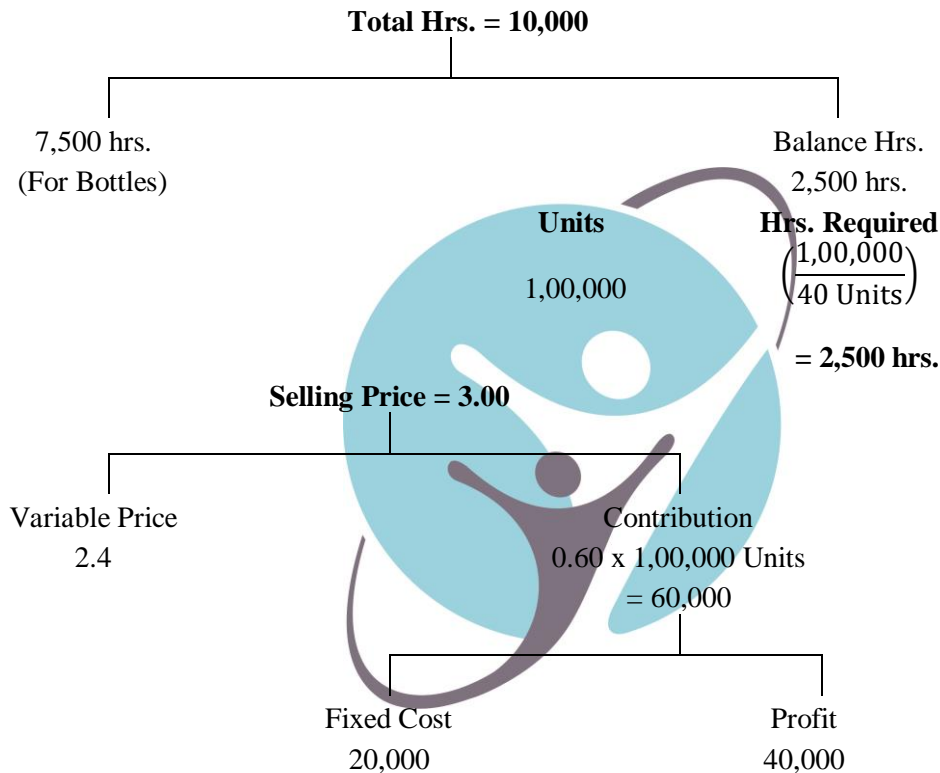 Total Hrs. = 10,000
7,500 hrs.
(For Bottles)
Balance Hrs.
2,500 hrs.
Units
1,00,000
Hrs. Required
(1,00,000
40 Units)
= 2,500 hrs.
Selling Price = 3.00
Variable Price
2.4
Contribution
0.60 x 1,00,000 Units
= 60,000
Fixed Cost
20,000
Profit
40,000